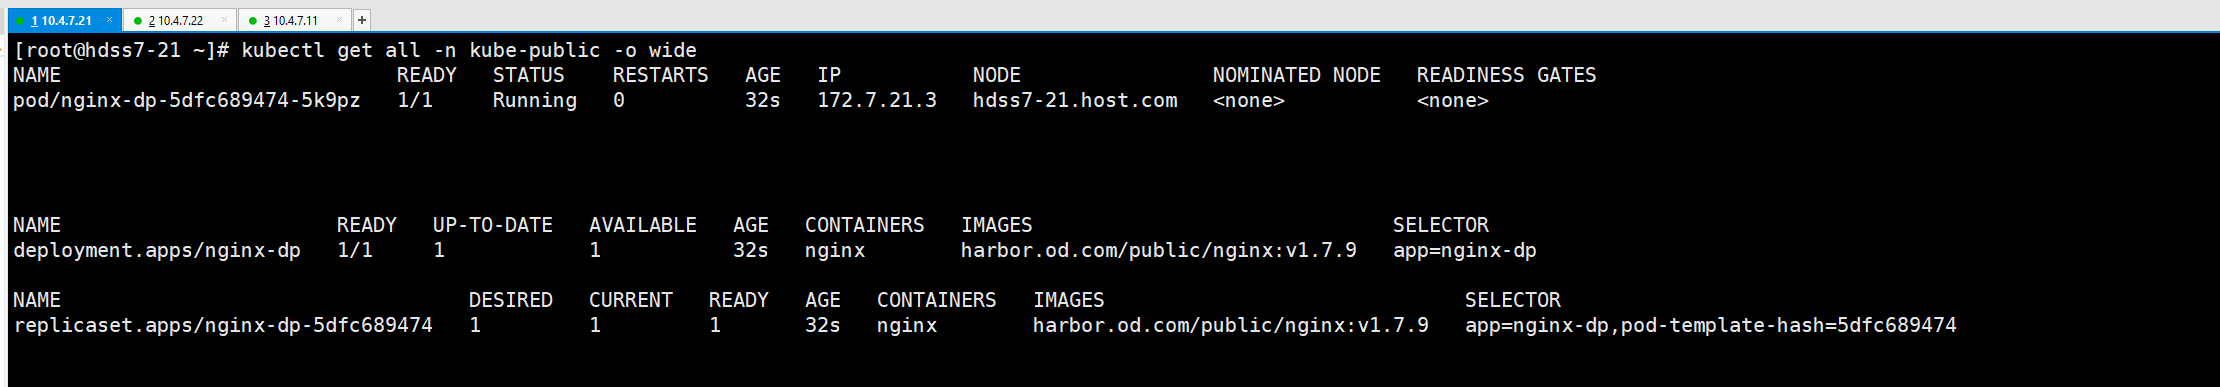 1 10.4.7.21 × 2 10.4.7.22 × 3 10.4.7.11 × +
[root@hdss7-21 ~]# kubectl get all -n kube-public -o wide
NAME                            READY   STATUS    RESTARTS   AGE   IP           NODE                NOMINATED NODE   READINESS GATES
pod/nginx-dp-5dfc689474-5k9pz   1/1     Running   0          32s   172.7.21.3   hdss7-21.host.com   <none>           <none>
NAME                       READY   UP-TO-DATE   AVAILABLE   AGE   CONTAINERS   IMAGES                              SELECTOR
deployment.apps/nginx-dp   1/1     1            1           32s   nginx        harbor.od.com/public/nginx:v1.7.9   app=nginx-dp
NAME                                  DESIRED   CURRENT   READY   AGE   CONTAINERS   IMAGES                              SELECTOR
replicaset.apps/nginx-dp-5dfc689474   1         1         1       32s   nginx        harbor.od.com/public/nginx:v1.7.9   app=nginx-dp,pod-template-hash=5dfc689474